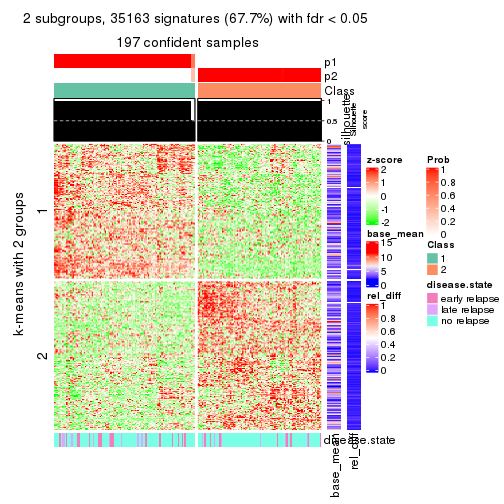 2 subgroups, 35163 signatures (67.7%) with fdr < 0.05
197 confident samples
p1
p2
Class
1
0.5
0
silhouette
Silhouette
score
k-means with 2 groups
1
2
disease.state
base_mean
rel_diff
z-score
2
1
0
-1
-2
base_mean
15
10
5
0
rel_diff
1
0.8
0.6
0.4
0.2
0
Prob
1
0.8
0.6
0.4
0.2
0
Class
1
2
disease.state
early relapse
late relapse
no relapse